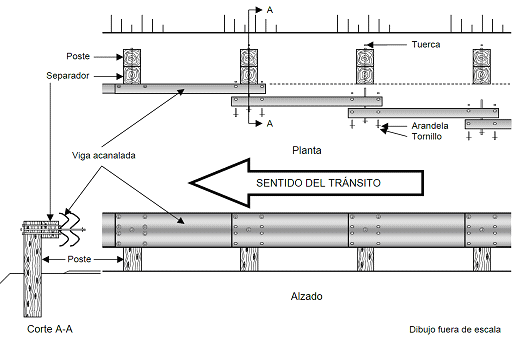 A
Poste
Tuerca
Separador
A
Arandela
Tornillo
Viga acanalada
Planta
SENTIDO DEL TRÁNSITO
Poste
Alzado
Corte A-A
Dibujo fuera de escala